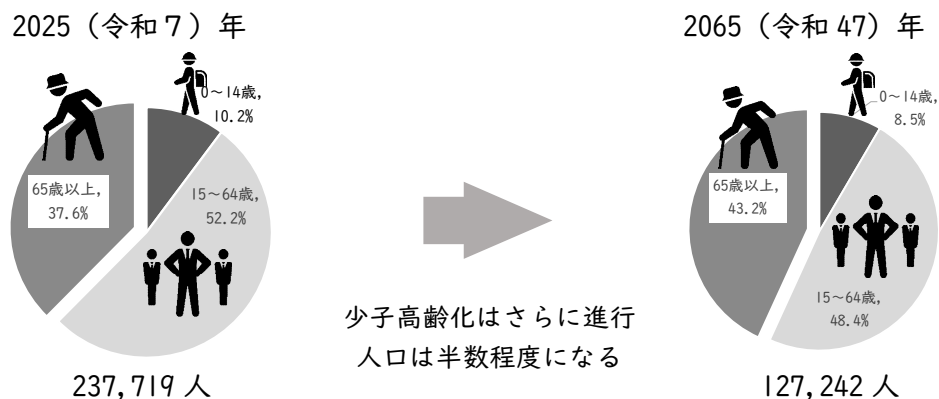 2025（令和７）年
0～14歳,
10.2%
15～64歳,
52.2%
65歳以上,
37.6%
237,719 人
少子高齢化はさらに進行
人口は半数程度になる
2065（令和 47）年
0～14歳,
8.5%
15～64歳,
48.4%
65歳以上,
43.2%
127,242 人